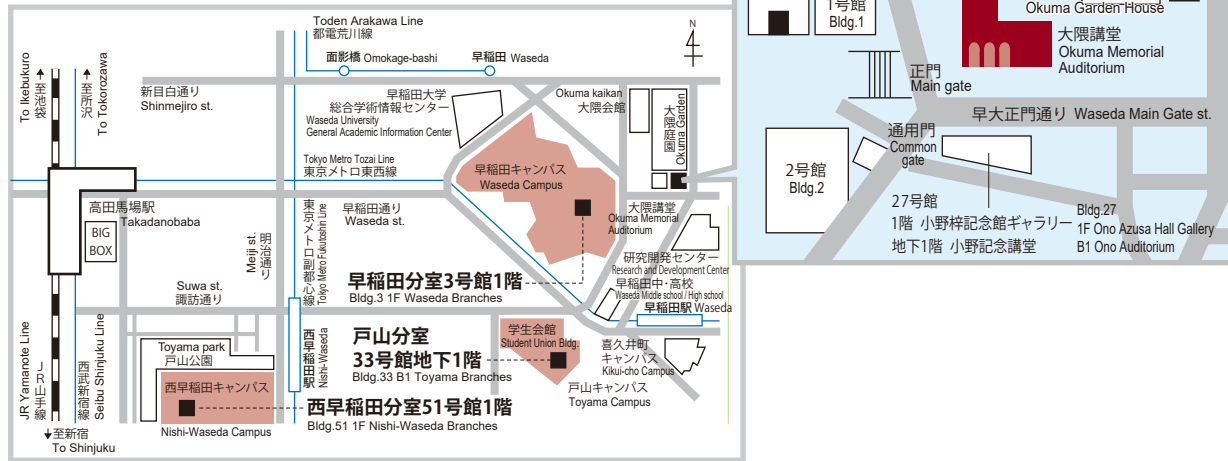 Toden Arakawa Line
都電荒川線
面影橋 Omokage-bashi
早稲田 Waseda
N
To Ikebukuro
至池袋
至所沢
To Tokorozawa
新目白通り
Shinmejiro st.
早稲田大学
総合学術情報センター
Waseda University
General Academic Information Center
Okuma kaikan
大隈会館
大隈庭園
Okuma Garden
Tokyo Metro Tozai Line
東京メトロ東西線
早稲田キャンパス
Waseda Campus
高田馬場駅
Takadanobaba
BIG
BOX
Meiji st.
明治通り
東京メトロ副都心線
Tokyo Metro Fukutoshin Line
早稲田通り
Waseda st.
大隈講堂
Okuma Memorial
Auditorium
研究開発センター
Research and Development Center
早稲田中・高校
Waseda Middle school / High school
早稲田駅 Waseda
早稲田分室3号館1階
Bldg.3 1F Waseda Branches
Suwa st.
諏訪通り
戸山分室
33号館地下1階
Bldg.33 B1 Toyama Branches
学生会館
Student Union Bldg.
喜久井町
キャンパス
Kikui-cho Campus
戸山キャンパス
Toyama Campus
Toyama park
戸山公園
西早稲田駅
Nishi-Waseda
西早稲田キャンパス
西早稲田分室51号館1階
Bldg.51 1F Nishi-Waseda Branches
Nishi-Waseda Campus
JR Yamanote Line
JR山手線
西武新宿線
Seibu Shinjuku Line
至新宿
To Shinjuku
1号館
Bldg.1
Okuma Garden House
大隈講堂
Okuma Memorial
Auditorium
正門
Main gate
早大正門通り Waseda Main Gate st.
通用門
Common
gate
2号館
Bldg.2
27号館
1階 小野梓記念館ギャラリー
地下1階 小野記念講堂
Bldg.27
1F Ono Azusa Hall Gallery
B1 Ono Auditorium